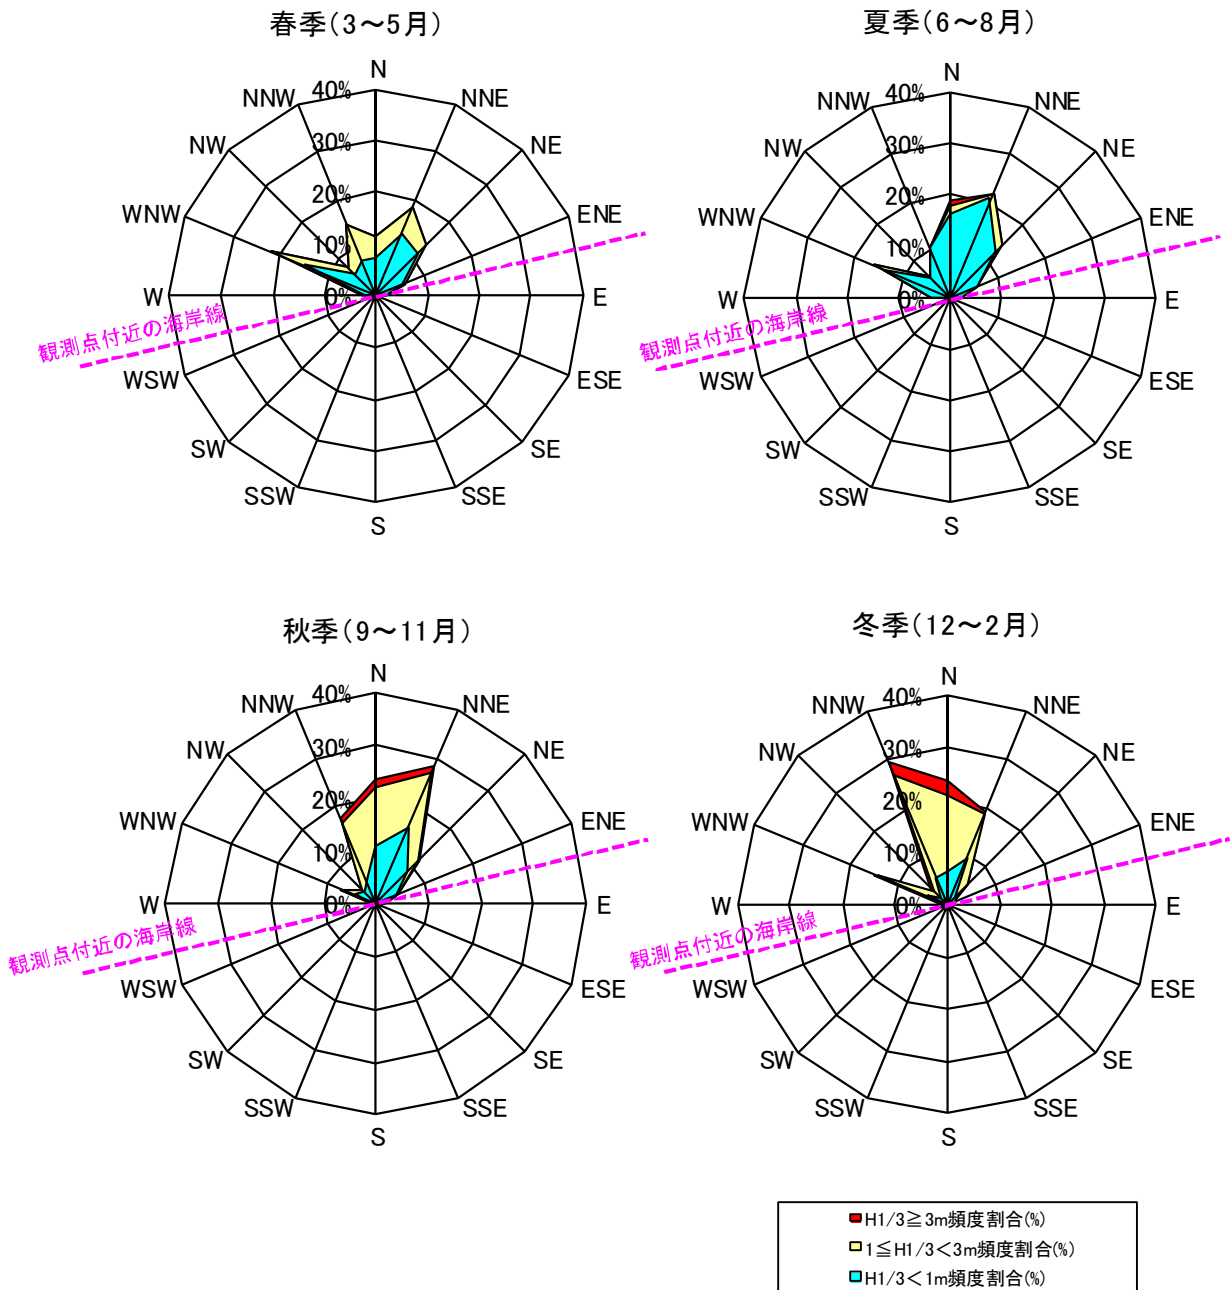 春季(3～5月)
N
NNE
NE
ENE
E
ESE
SE
SSE
S
SSW
SW
WSW
W
WNW
NW
NNW
40%
30%
20%
10%
0%
観測点付近の海岸線
夏季(6～8月)
N
NNE
NE
ENE
E
ESE
SE
SSE
S
SSW
SW
WSW
W
WNW
NW
NNW
40%
30%
20%
10%
0%
観測点付近の海岸線
秋季(9～11月)
N
NNE
NE
ENE
E
ESE
SE
SSE
S
SSW
SW
WSW
W
WNW
NW
NNW
40%
30%
20%
10%
0%
観測点付近の海岸線
冬季(12～2月)
N
NNE
NE
ENE
E
ESE
SE
SSE
S
SSW
SW
WSW
W
WNW
NW
NNW
40%
30%
20%
10%
0%
観測点付近の海岸線
H1/3≧3m頻度割合(%)
1≦H1/3＜3m頻度割合(%)
H1/3＜1m頻度割合(%)